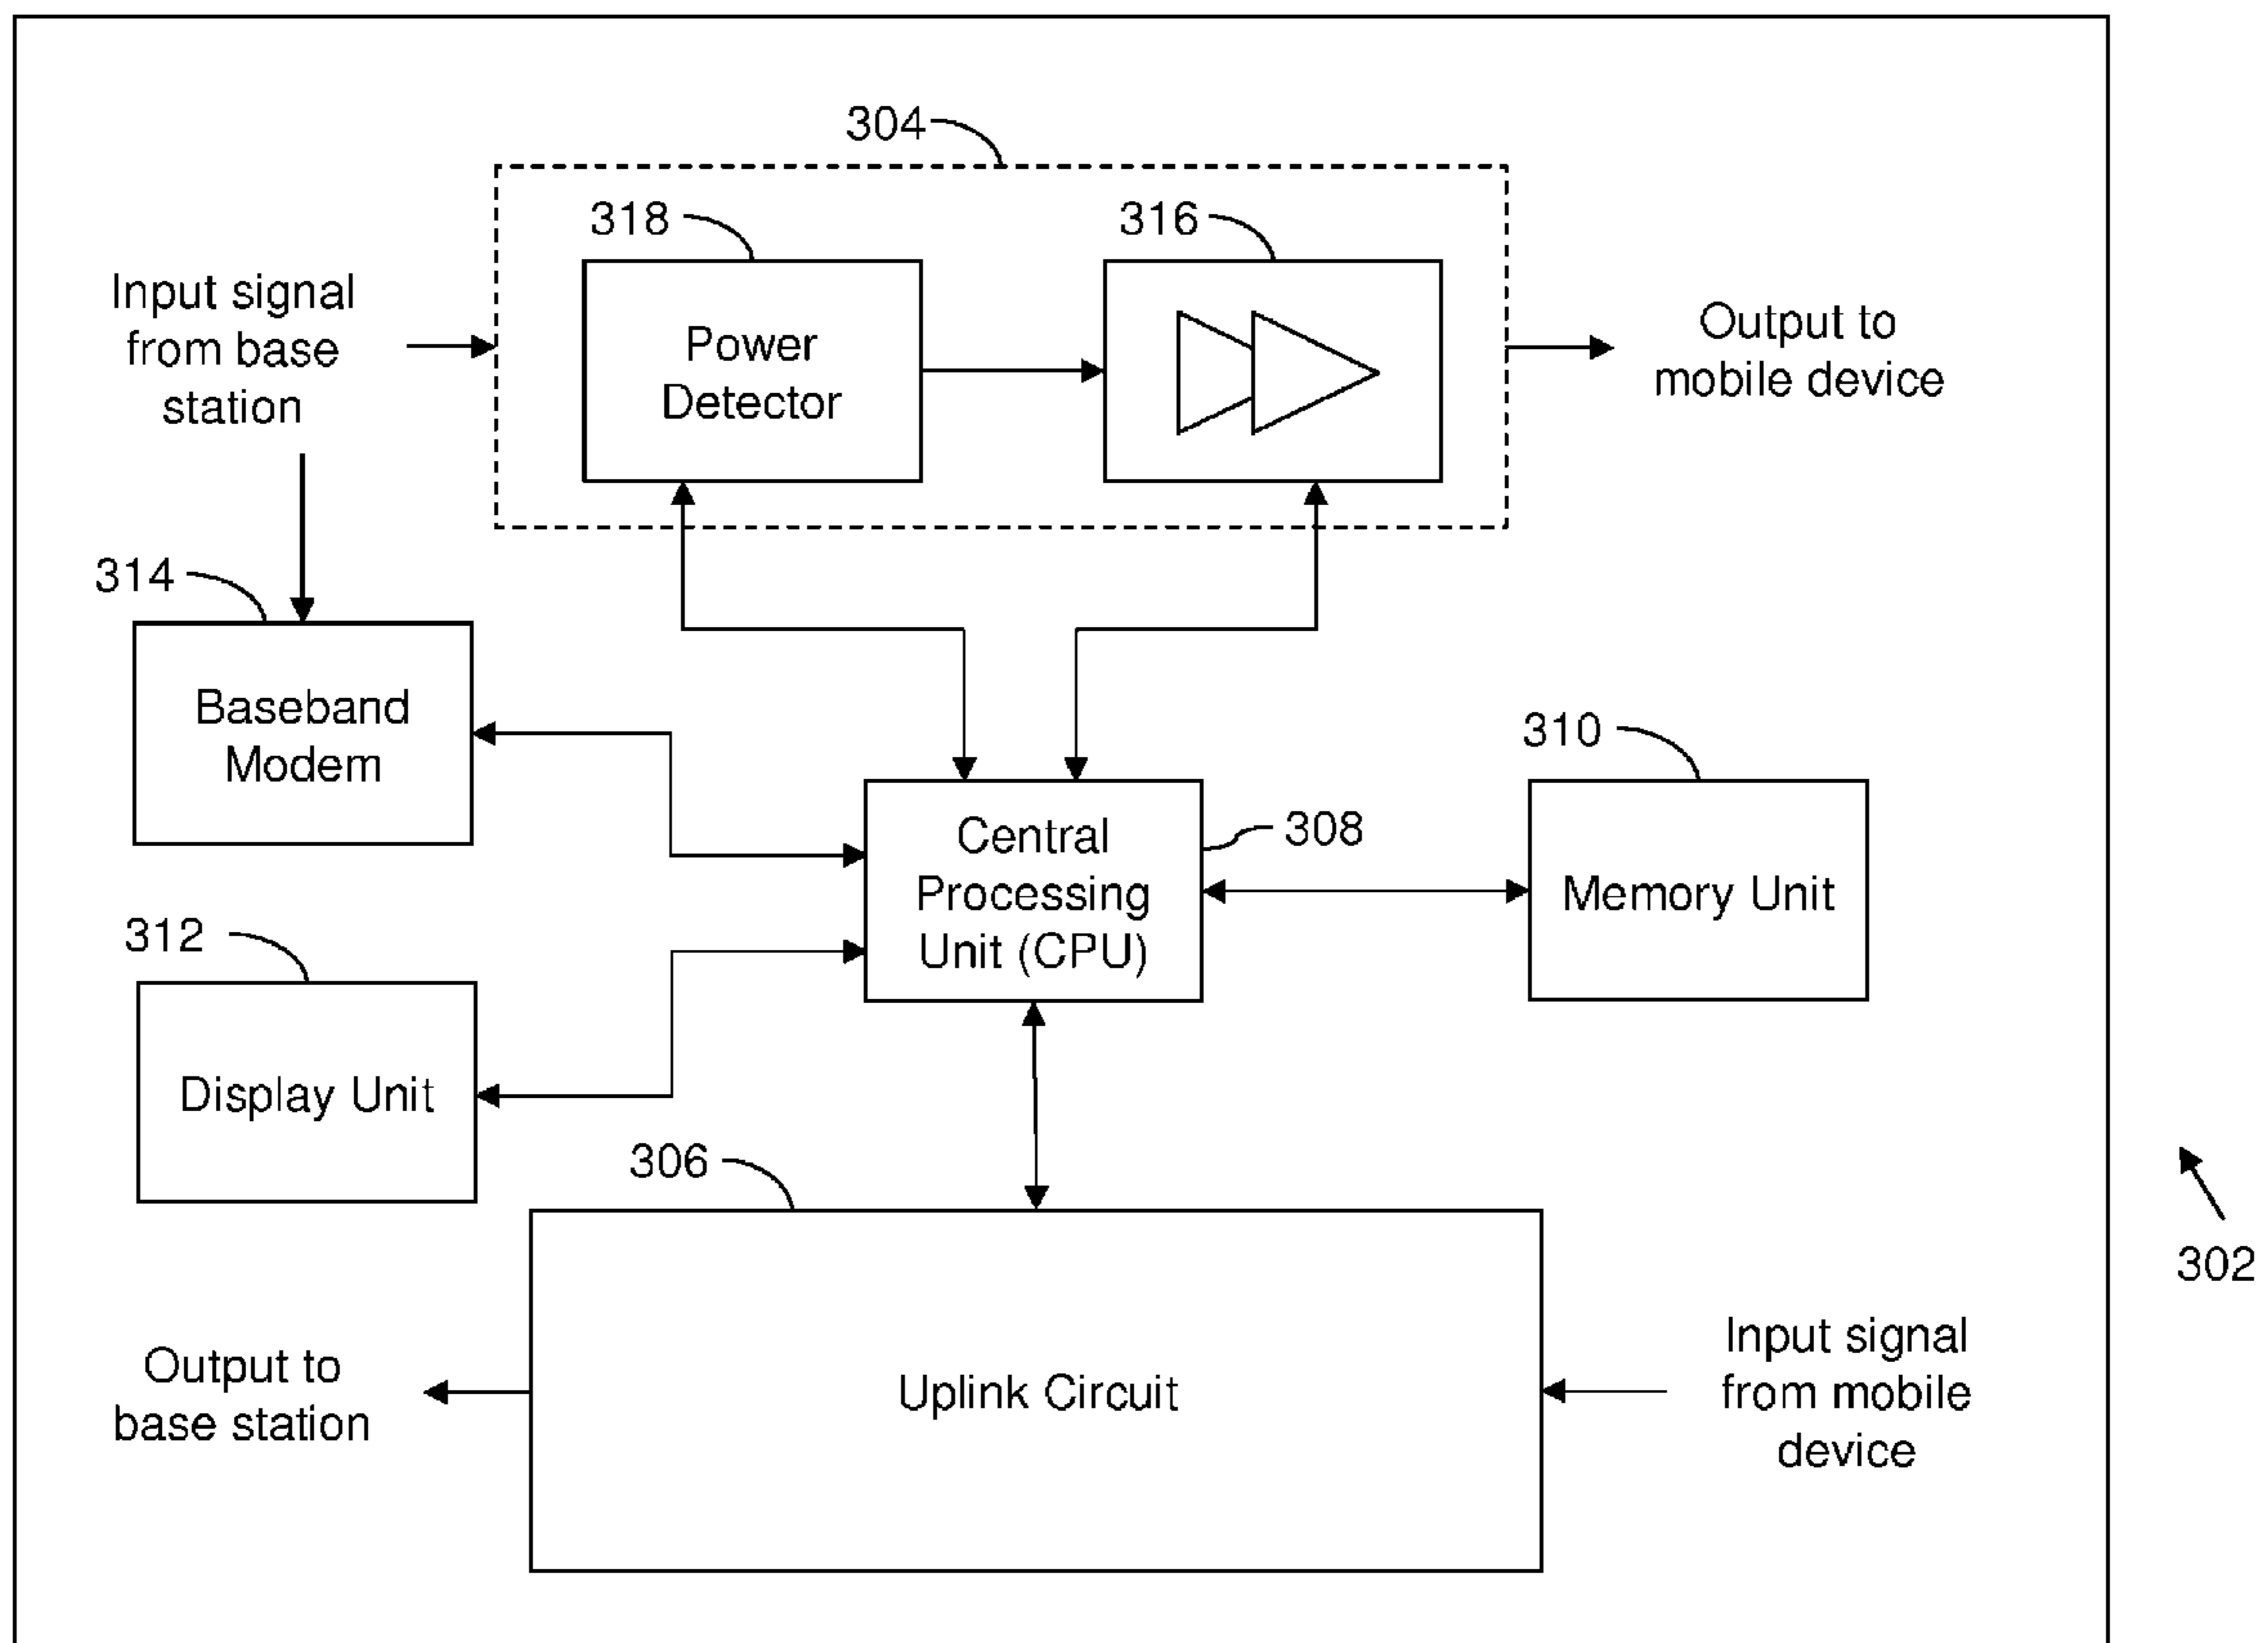 304
318
316
Input signal
from base
station
Power
Detector
Output to
mobile device
314
Baseband
Modem
310
Central
Processing
Unit (CPU)
308
Memory Unit
312
Display Unit
306
302
Output to
base station
Uplink Circuit
Input signal
from mobile
device